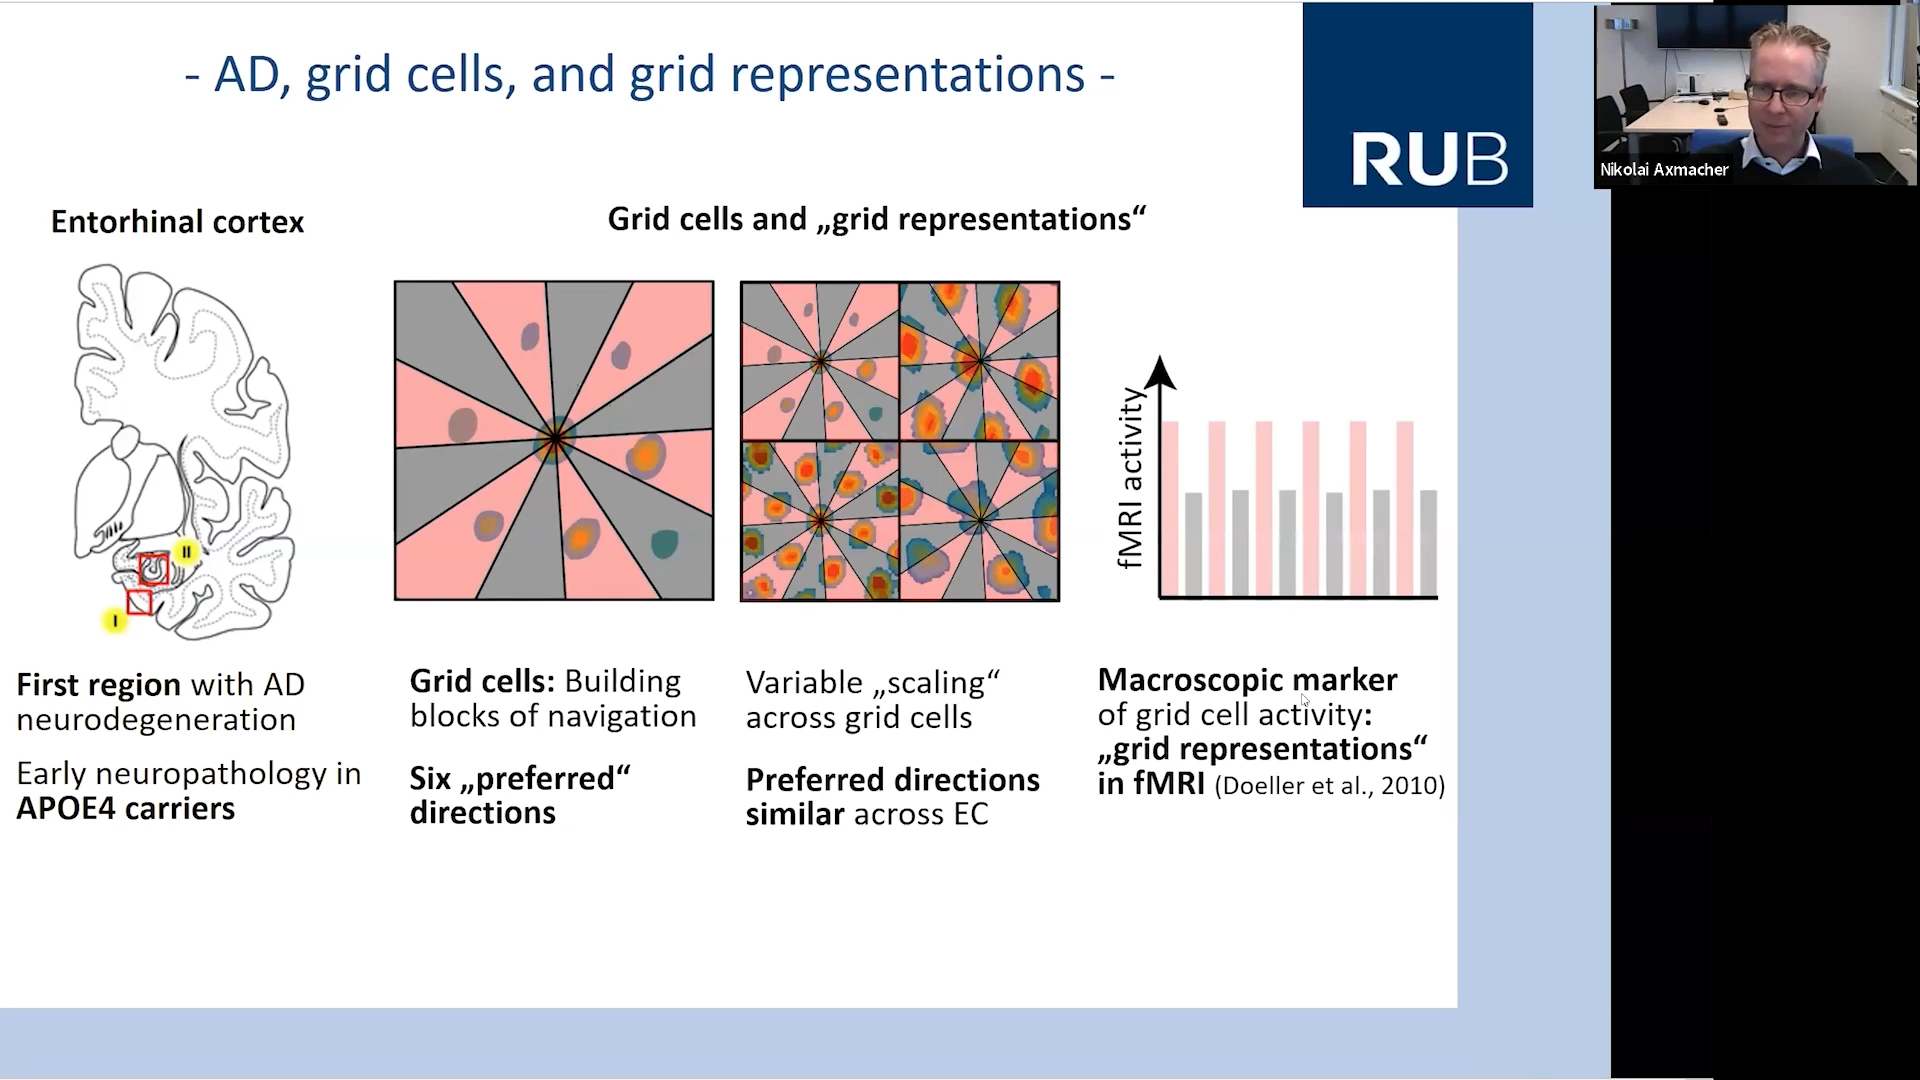 - AD, grid cells, and grid representations -
RUB
Nikolai Axmacher
Entorhinal cortex
Grid cells and „grid representations“
II
I
fMRI activity
First region with AD
neurodegeneration
Early neuropathology in
APOE4 carriers
Grid cells: Building
blocks of navigation
Six „preferred“
directions
Variable „scaling“
across grid cells
Preferred directions
similar across EC
Macroscopic marker
of grid cell activity:
„grid representations“
in fMRI (Doeller et al., 2010)